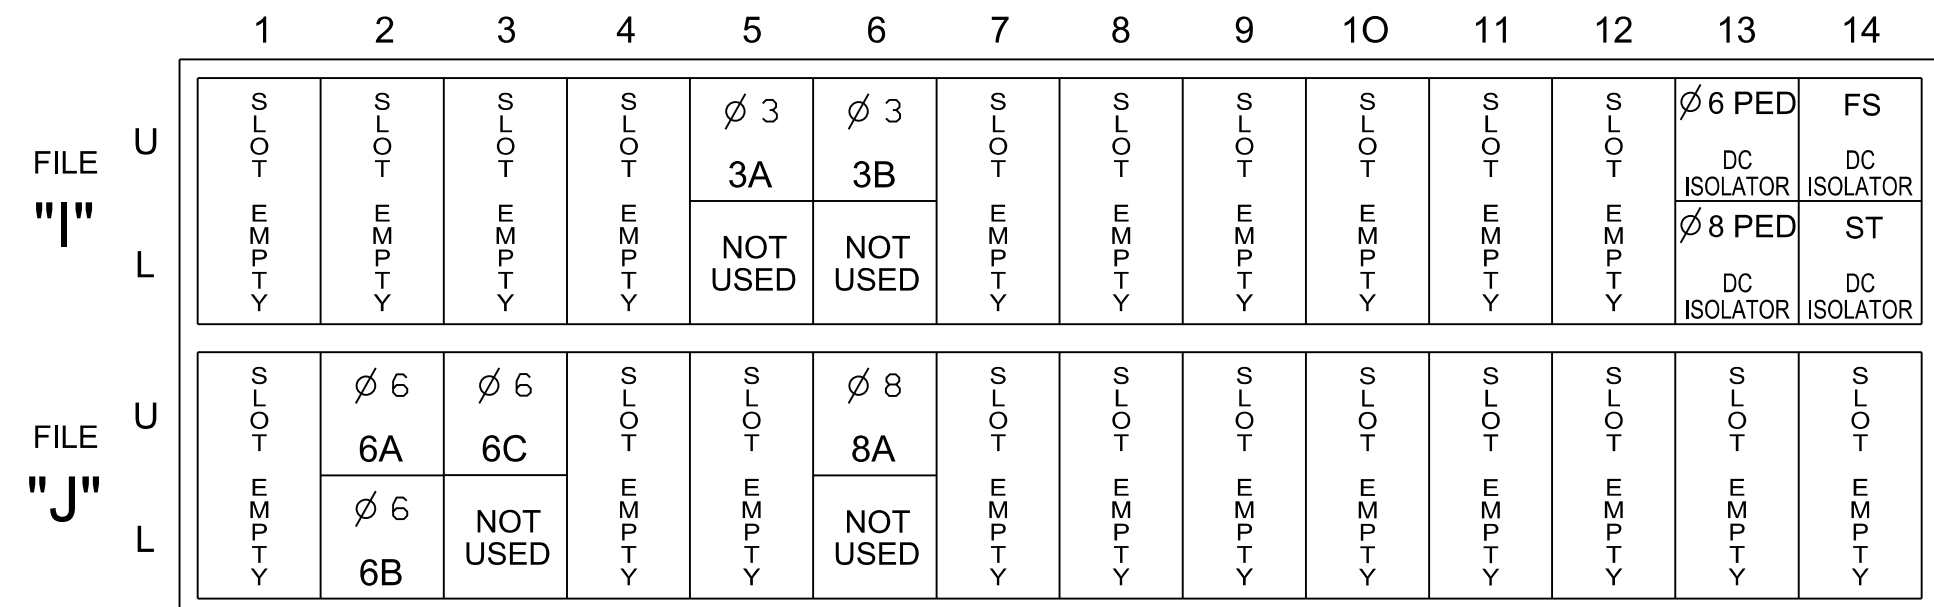 1 2 3 4 5 6 7 8 9 10 11 12 13 14
FILE
"I"
U
L
SLOT EMPTY
SLOT EMPTY
SLOT EMPTY
SLOT EMPTY
Ø 3
3A
NOT
USED
Ø 3
3B
NOT
USED
SLOT EMPTY
SLOT EMPTY
SLOT EMPTY
SLOT EMPTY
SLOT EMPTY
SLOT EMPTY
Ø 6 PED
DC
ISOLATOR
Ø 8 PED
DC
ISOLATOR
FS
DC
ISOLATOR
ST
DC
ISOLATOR
FILE
"J"
U
L
SLOT EMPTY
Ø 6
6A
Ø 6
6B
Ø 6
6C
NOT
USED
SLOT EMPTY
SLOT EMPTY
Ø 8
8A
NOT
USED
SLOT EMPTY
SLOT EMPTY
SLOT EMPTY
SLOT EMPTY
SLOT EMPTY
SLOT EMPTY
SLOT EMPTY
SLOT EMPTY